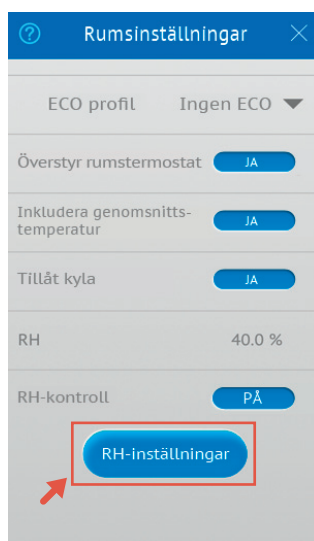 ? Rumsinställningar
ECO profil Ingen ECO
Överstyr rumstermostat JA
Inkludera genomsnitts-
temperatur JA
Tillåt kyla JA
RH 40.0 %
RH-kontroll PÅ
RH-inställningar